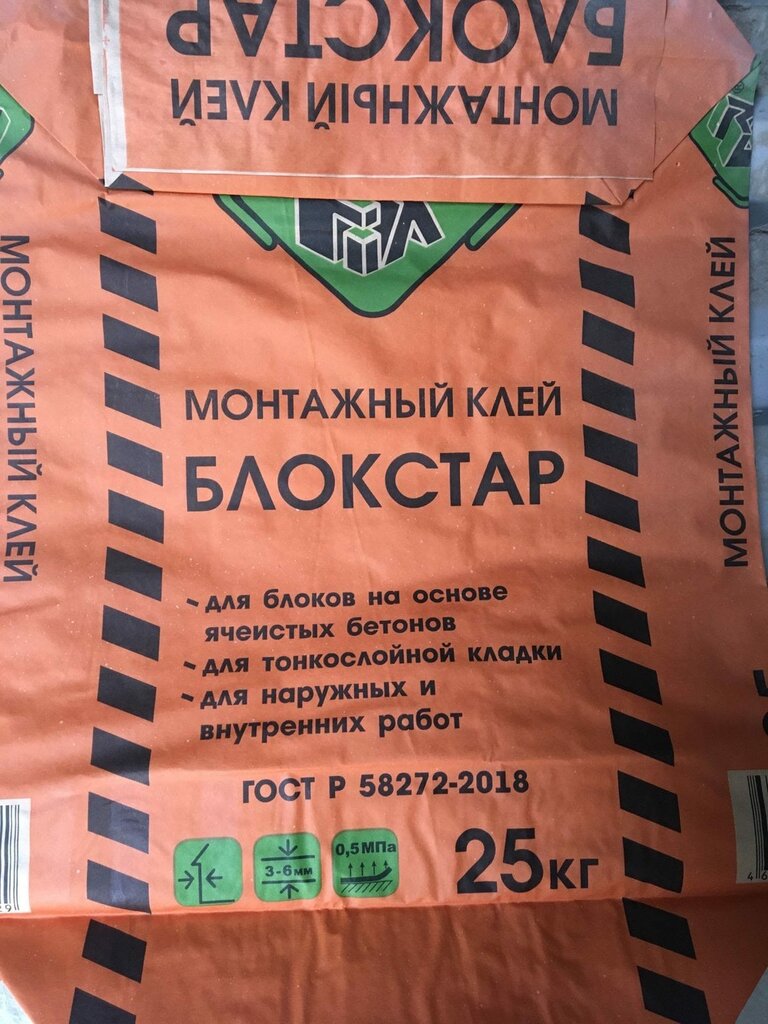 БЛОКСТАР
МОНТАЖНЫЙ КЛЕЙ
МОНТАЖНЫЙ КЛЕЙ
МОНТАЖНЫЙ КЛЕЙ
МОНТАЖНЫЙ КЛЕЙ
БЛОКСТАР
- для блоков на основе
ячеистых бетонов
- для тонкослойной кладки
- для наружных и
внутренних работ
ГОСТ Р 58272-2018
3-6мм
0,5МПа
25кг